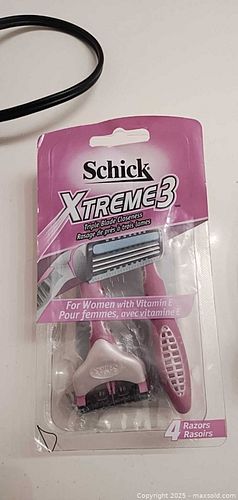 Schick
XTREME3
Triple Blade Closeness
Rasage de près à trois lames
For Women with Vitamin E
Pour femmes, avec vitamine E
4 Razors
Rasoirs
Copyright 2025 - maxsold.com